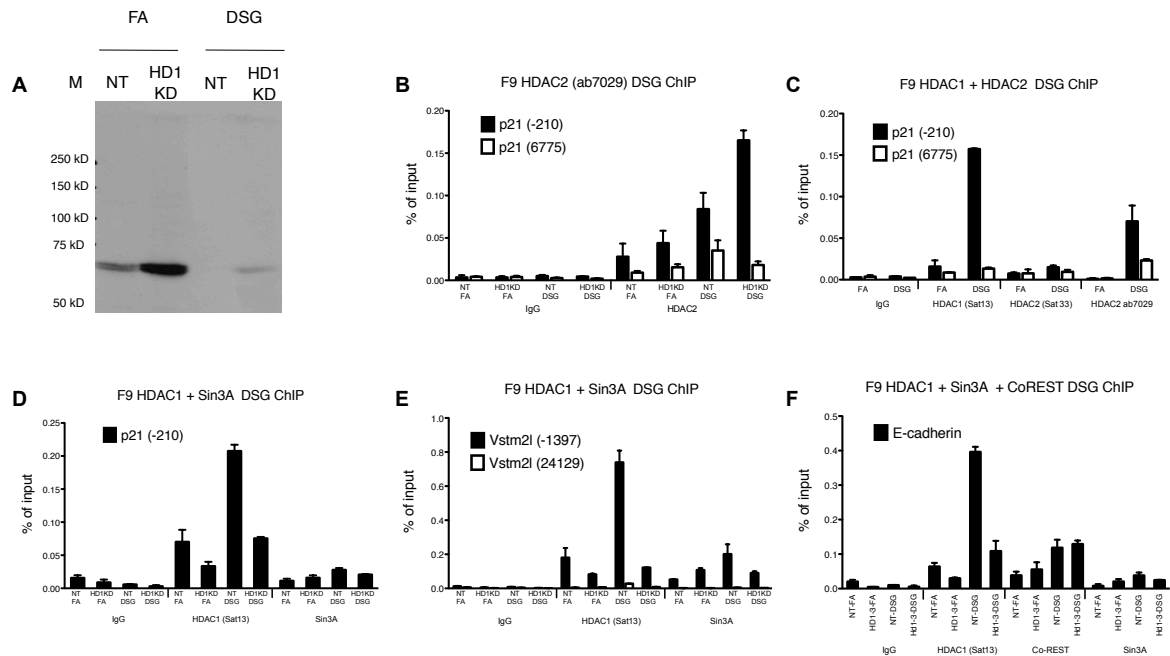 FA DSG
A M NT HD1 KD NT HD1 KD
250 kD
150 kD
100 kD
75 kD
50 kD
B F9 HDAC2 (ab7029) DSG ChIP
p21 (-210)
p21 (6775)
% of input
0.20
0.15
0.10
0.05
0.00
NT FA HD1KD FA NT DSG HD1KD DSG NT FA HD1KD FA NT DSG HD1KD DSG
IgG HDAC2
C F9 HDAC1 + HDAC2 DSG ChIP
p21 (-210)
p21 (6775)
% of input
0.20
0.15
0.10
0.05
0.00
FA DSG FA DSG FA DSG FA DSG
IgG HDAC1 (Sat13) HDAC2 (Sat 33) HDAC2 ab7029
D F9 HDAC1 + Sin3A DSG ChIP
p21 (-210)
% of input
0.25
0.20
0.15
0.10
0.05
0.00
NT FA HD1KD FA NT DSG HD1KD DSG NT FA HD1KD FA NT DSG HD1KD DSG NT FA HD1KD FA NT DSG HD1KD DSG
IgG HDAC1 (Sat13) Sin3A
E F9 HDAC1 + Sin3A DSG ChIP
Vstm2l (-1397)
Vstm2l (24129)
% of input
1.0
0.8
0.6
0.4
0.2
0.0
NT FA HD1KD FA NT DSG HD1KD DSG NT FA HD1KD FA NT DSG HD1KD DSG NT FA HD1KD FA NT DSG HD1KD DSG
IgG HDAC1 (Sat13) Sin3A
F F9 HDAC1 + Sin3A + CoREST DSG ChIP
E-cadherin
% of input
0.5
0.4
0.3
0.2
0.1
0.0
NT-FA HD1-3-FA NT-DSG Hd1-3-DSG NT-FA HD1-3-FA NT-DSG Hd1-3-DSG NT-FA HD1-3-FA NT-DSG Hd1-3-DSG NT-FA HD1-3-FA NT-DSG Hd1-3-DSG
IgG HDAC1 (Sat13) Co-REST Sin3A